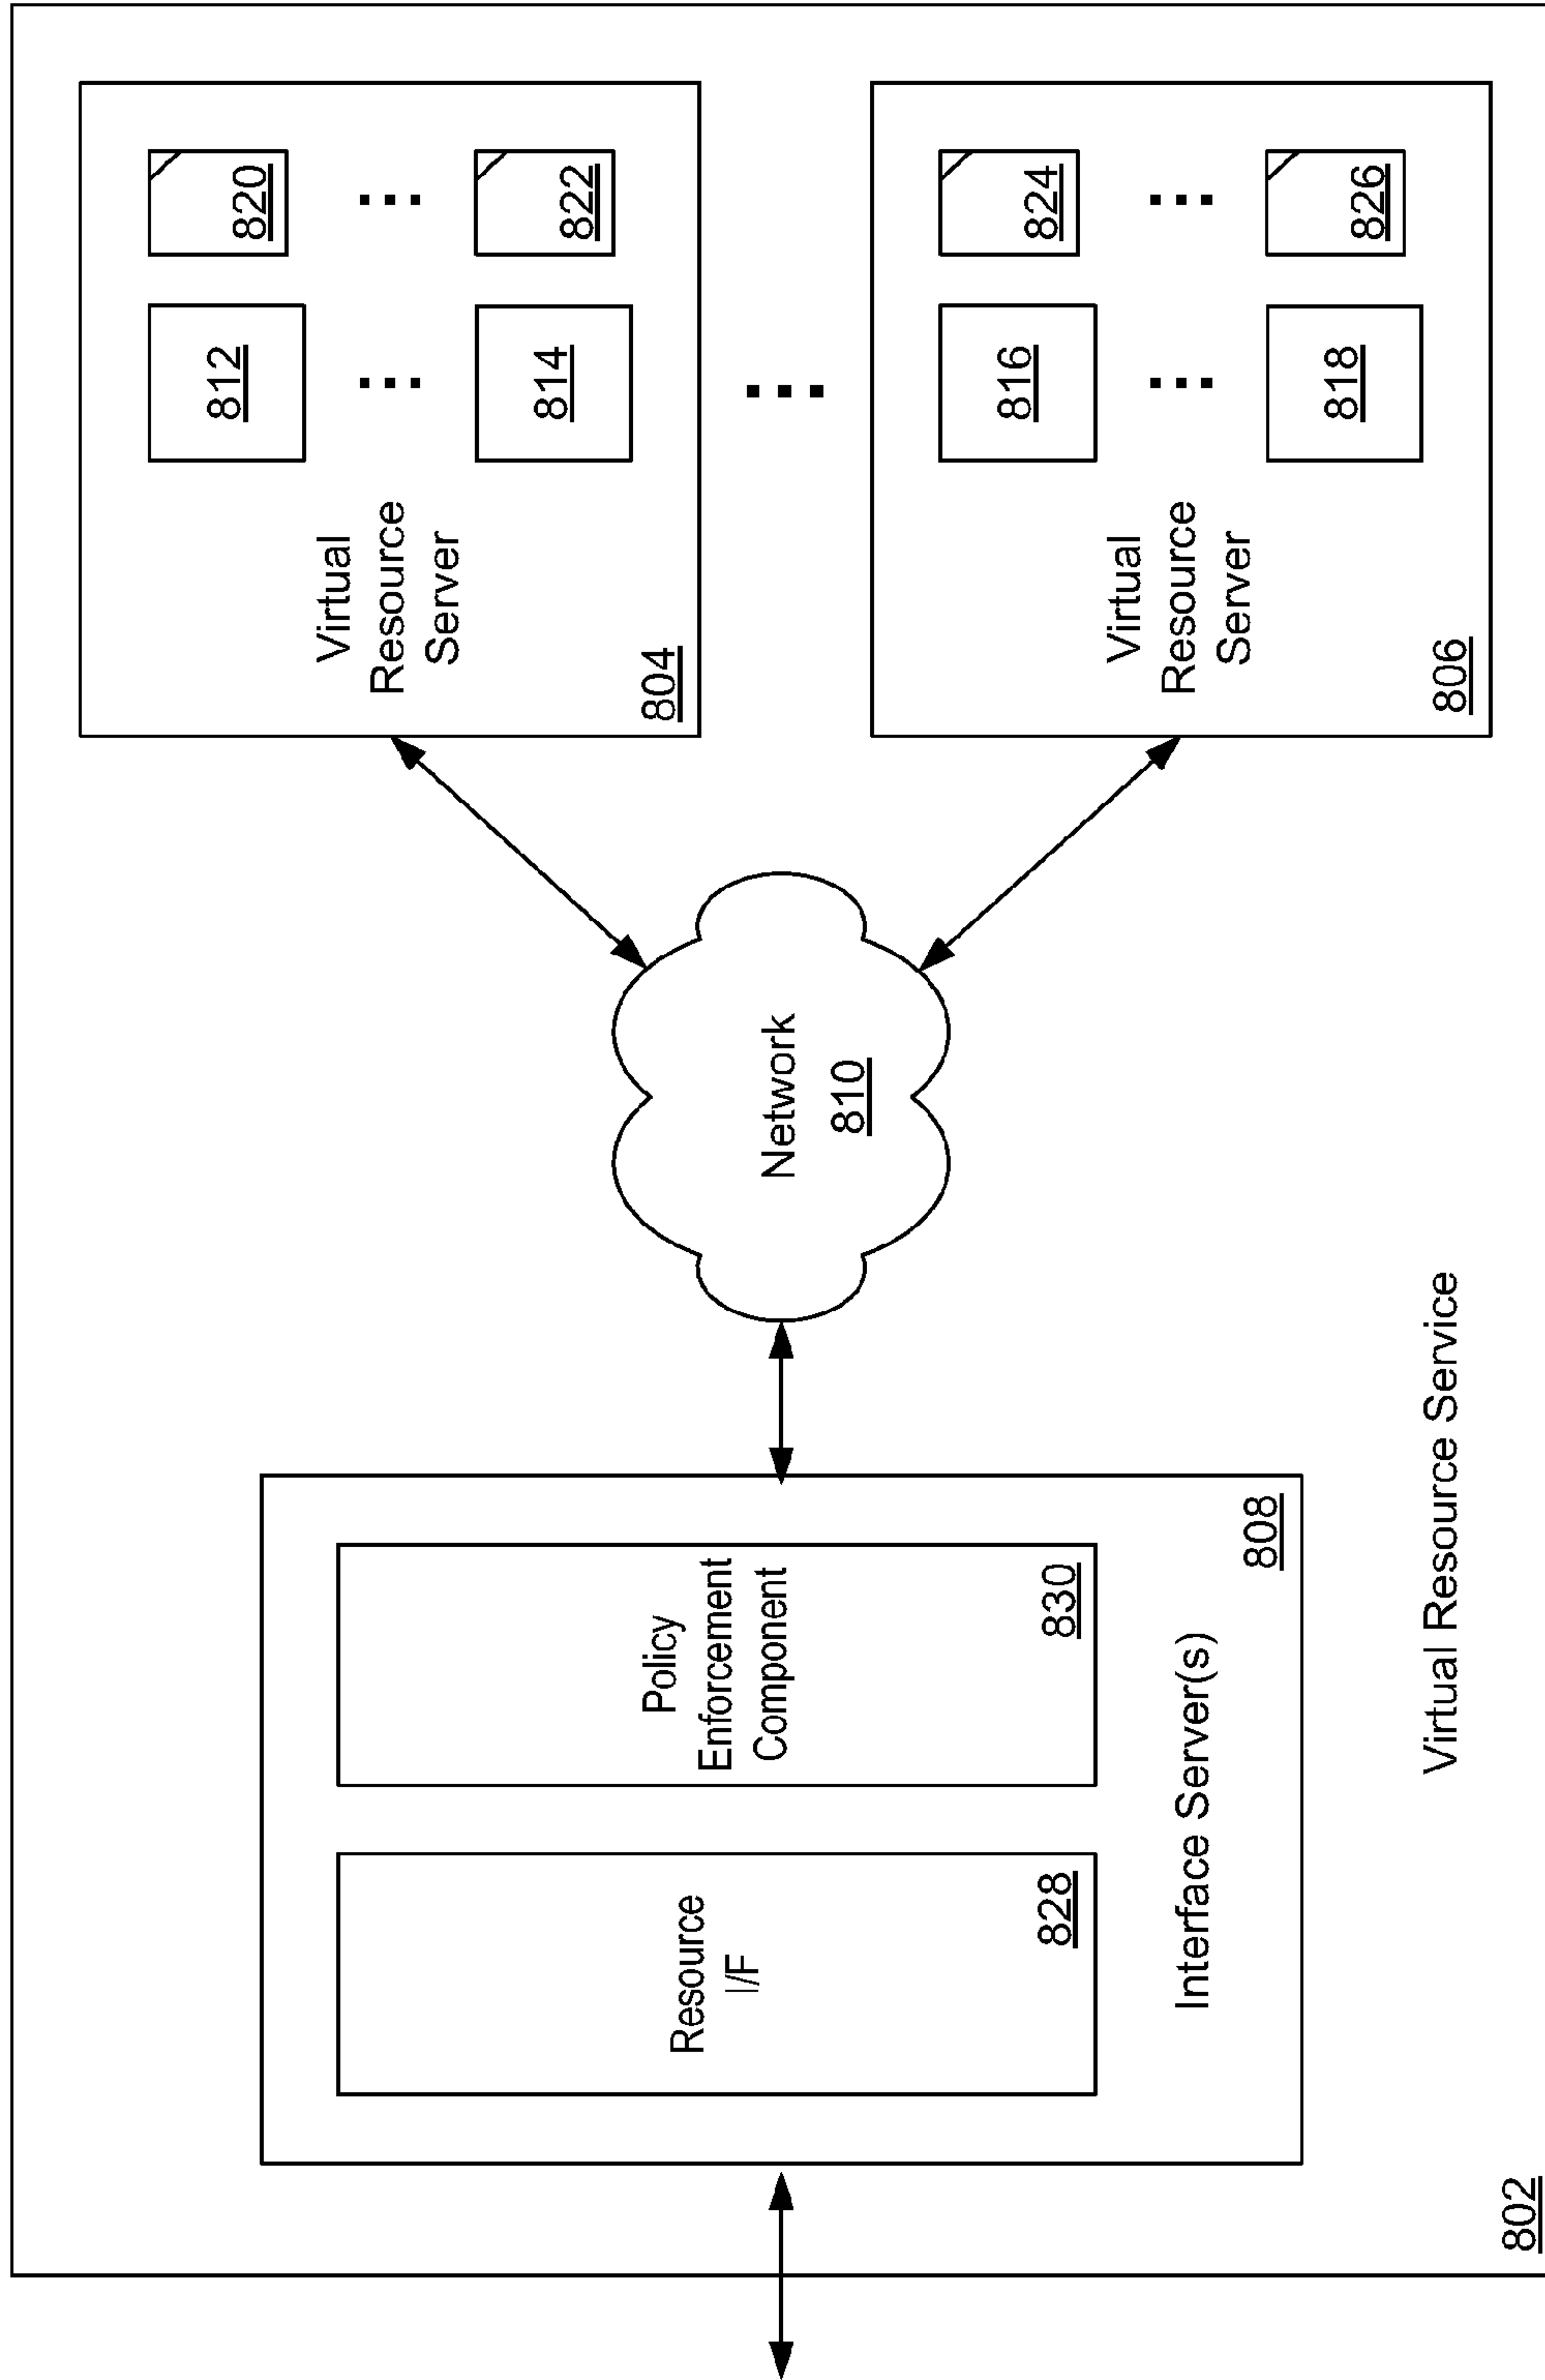 Resource
I/F
828
Policy
Enforcement
Component
830
Interface Server(s)
808
Network
810
Virtual
Resource
Server
804
812
...
814
820
...
822
...
Virtual
Resource
Server
806
816
...
818
824
...
826
Virtual Resource Service
802